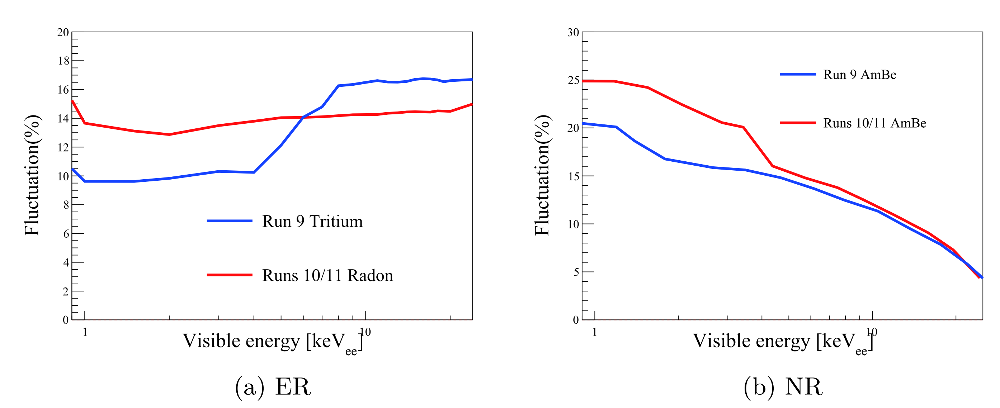 Fluctuation(%)
20
18
16
14
12
10
8
6
4
2
0
Run 9 Tritium
Runs 10/11 Radon
1
10
Visible energy [keVee]
(a) ER
Fluctuation(%)
30
25
20
15
10
5
0
Run 9 AmBe
Runs 10/11 AmBe
1
10
Visible energy [keVee]
(b) NR